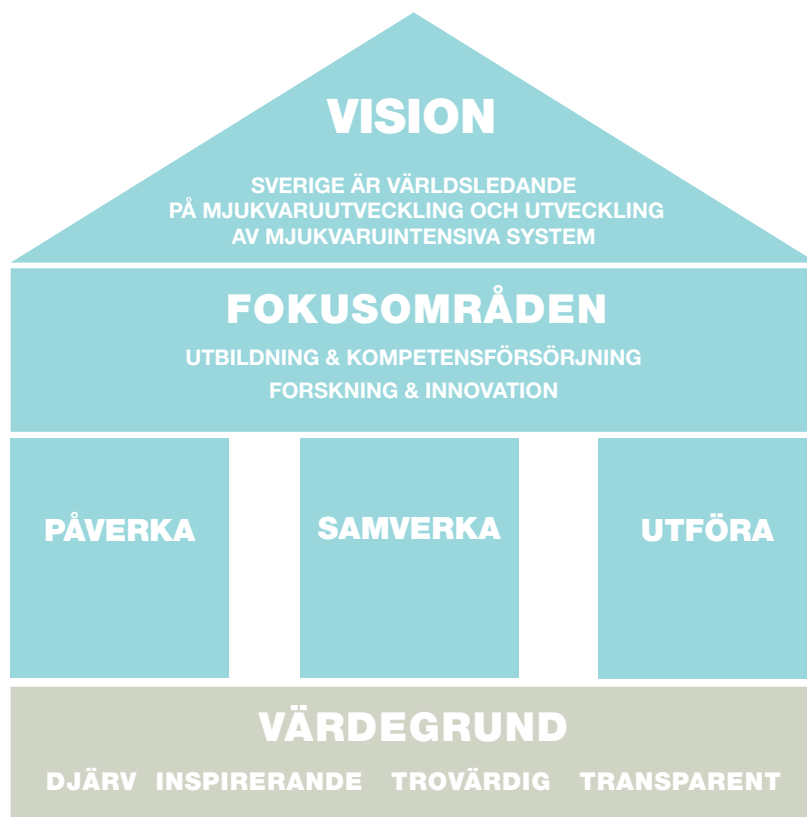 VISION
SVERIGE ÄR VÄRLDSLEDANDE
PÅ MJUKVARUUTVECKLING OCH UTVECKLING
AV MJUKVARUINTENSIVA SYSTEM
FOKUSOMRÅDEN
UTBILDNING & KOMPETENSFÖRSÖRJNING
FORSKNING & INNOVATION
PÅVERKA
SAMVERKA
UTFÖRA
VÄRDEGRUND
DJÄRV INSPIRERANDE TROVÄRDIG TRANSPARENT